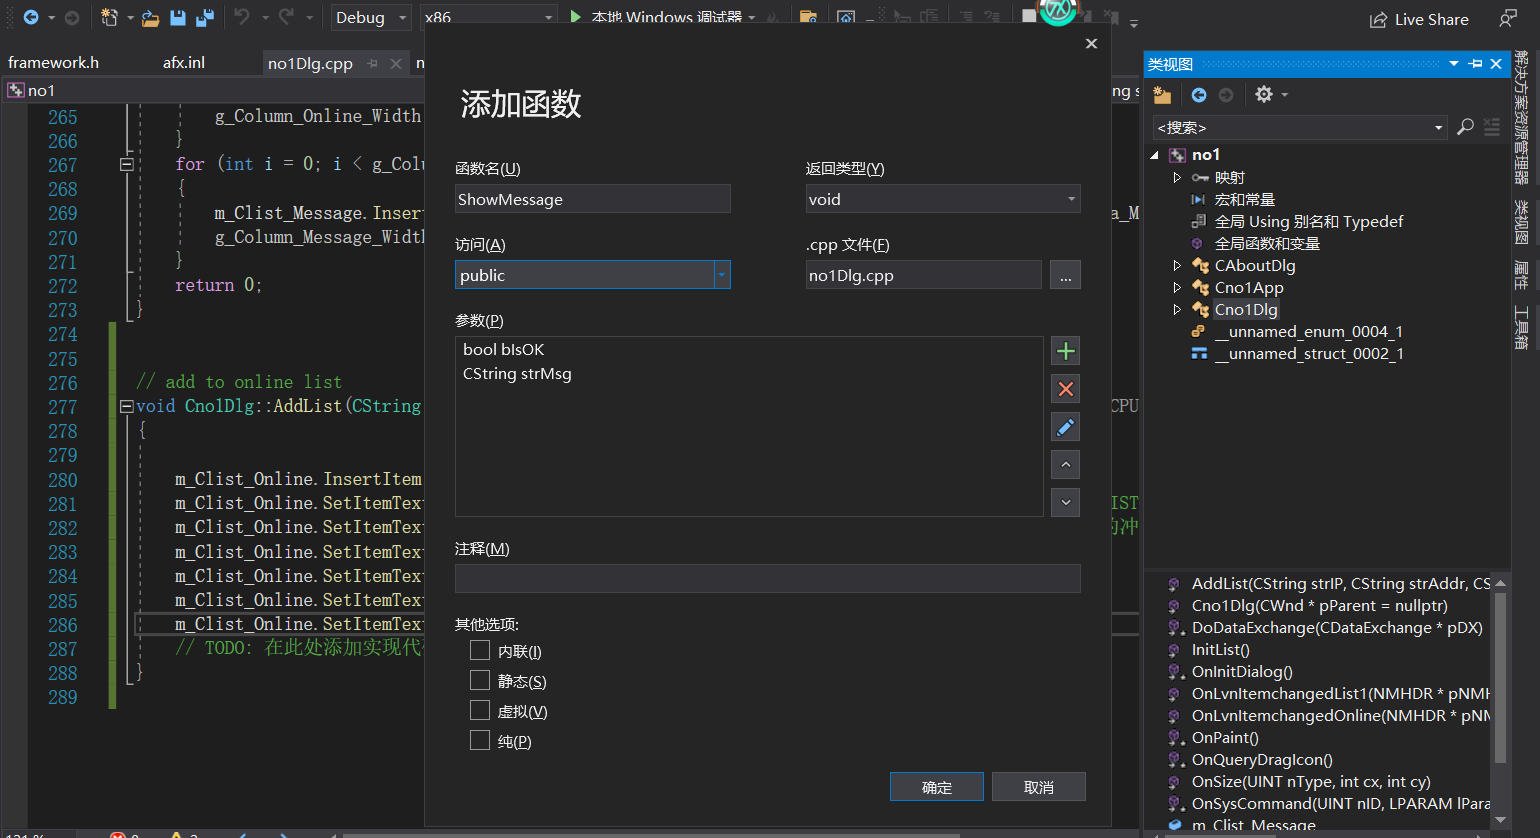 Debug
x86
本地 Windows 调试器
Live Share
framework.h
afx.inl
no1Dlg.cpp
no1
265 g_Column_Online_Width
266 }
267 for (int i = 0; i < g_Colu
268 {
269 m_Clist_Message.Insert
270 g_Column_Message_Width
271 }
272 return 0;
273 }
274
275
276 // add to online list
277 void Cno1Dlg::AddList(CString
278 {
279
280 m_Clist_Online.InsertItem
281 m_Clist_Online.SetItemText
282 m_Clist_Online.SetItemText
283 m_Clist_Online.SetItemText
284 m_Clist_Online.SetItemText
285 m_Clist_Online.SetItemText
286 m_Clist_Online.SetItemText
287 // TODO: 在此处添加实现代
288 }
289
添加函数
函数名(U)
返回类型(Y)
ShowMessage
void
访问(A)
.cpp 文件(F)
public
no1Dlg.cpp
...
参数(P)
bool bIsOK
CString strMsg
注释(M)
其他选项:
内联(I)
静态(S)
虚拟(V)
纯(P)
确定
取消
ng s
a_M
CPU
IST
的冲
类视图
<搜索>
no1
映射
宏和常量
全局 Using 别名和 Typedef
全局函数和变量
CAboutDlg
Cno1App
Cno1Dlg
__unnamed_enum_0004_1
__unnamed_struct_0002_1
AddList(CString strIP, CString strAddr, CS
Cno1Dlg(CWnd * pParent = nullptr)
DoDataExchange(CDataExchange * pDX)
InitList()
OnInitDialog()
OnLvnItemchangedList1(NMHDR * pNMH
OnLvnItemchangedOnline(NMHDR * pNM
OnPaint()
OnQueryDragIcon()
OnSize(UINT nType, int cx, int cy)
OnSysCommand(UINT nID, LPARAM lPara
m_Clist_Message
解决方案资源管理器
类视图
属性
工具箱